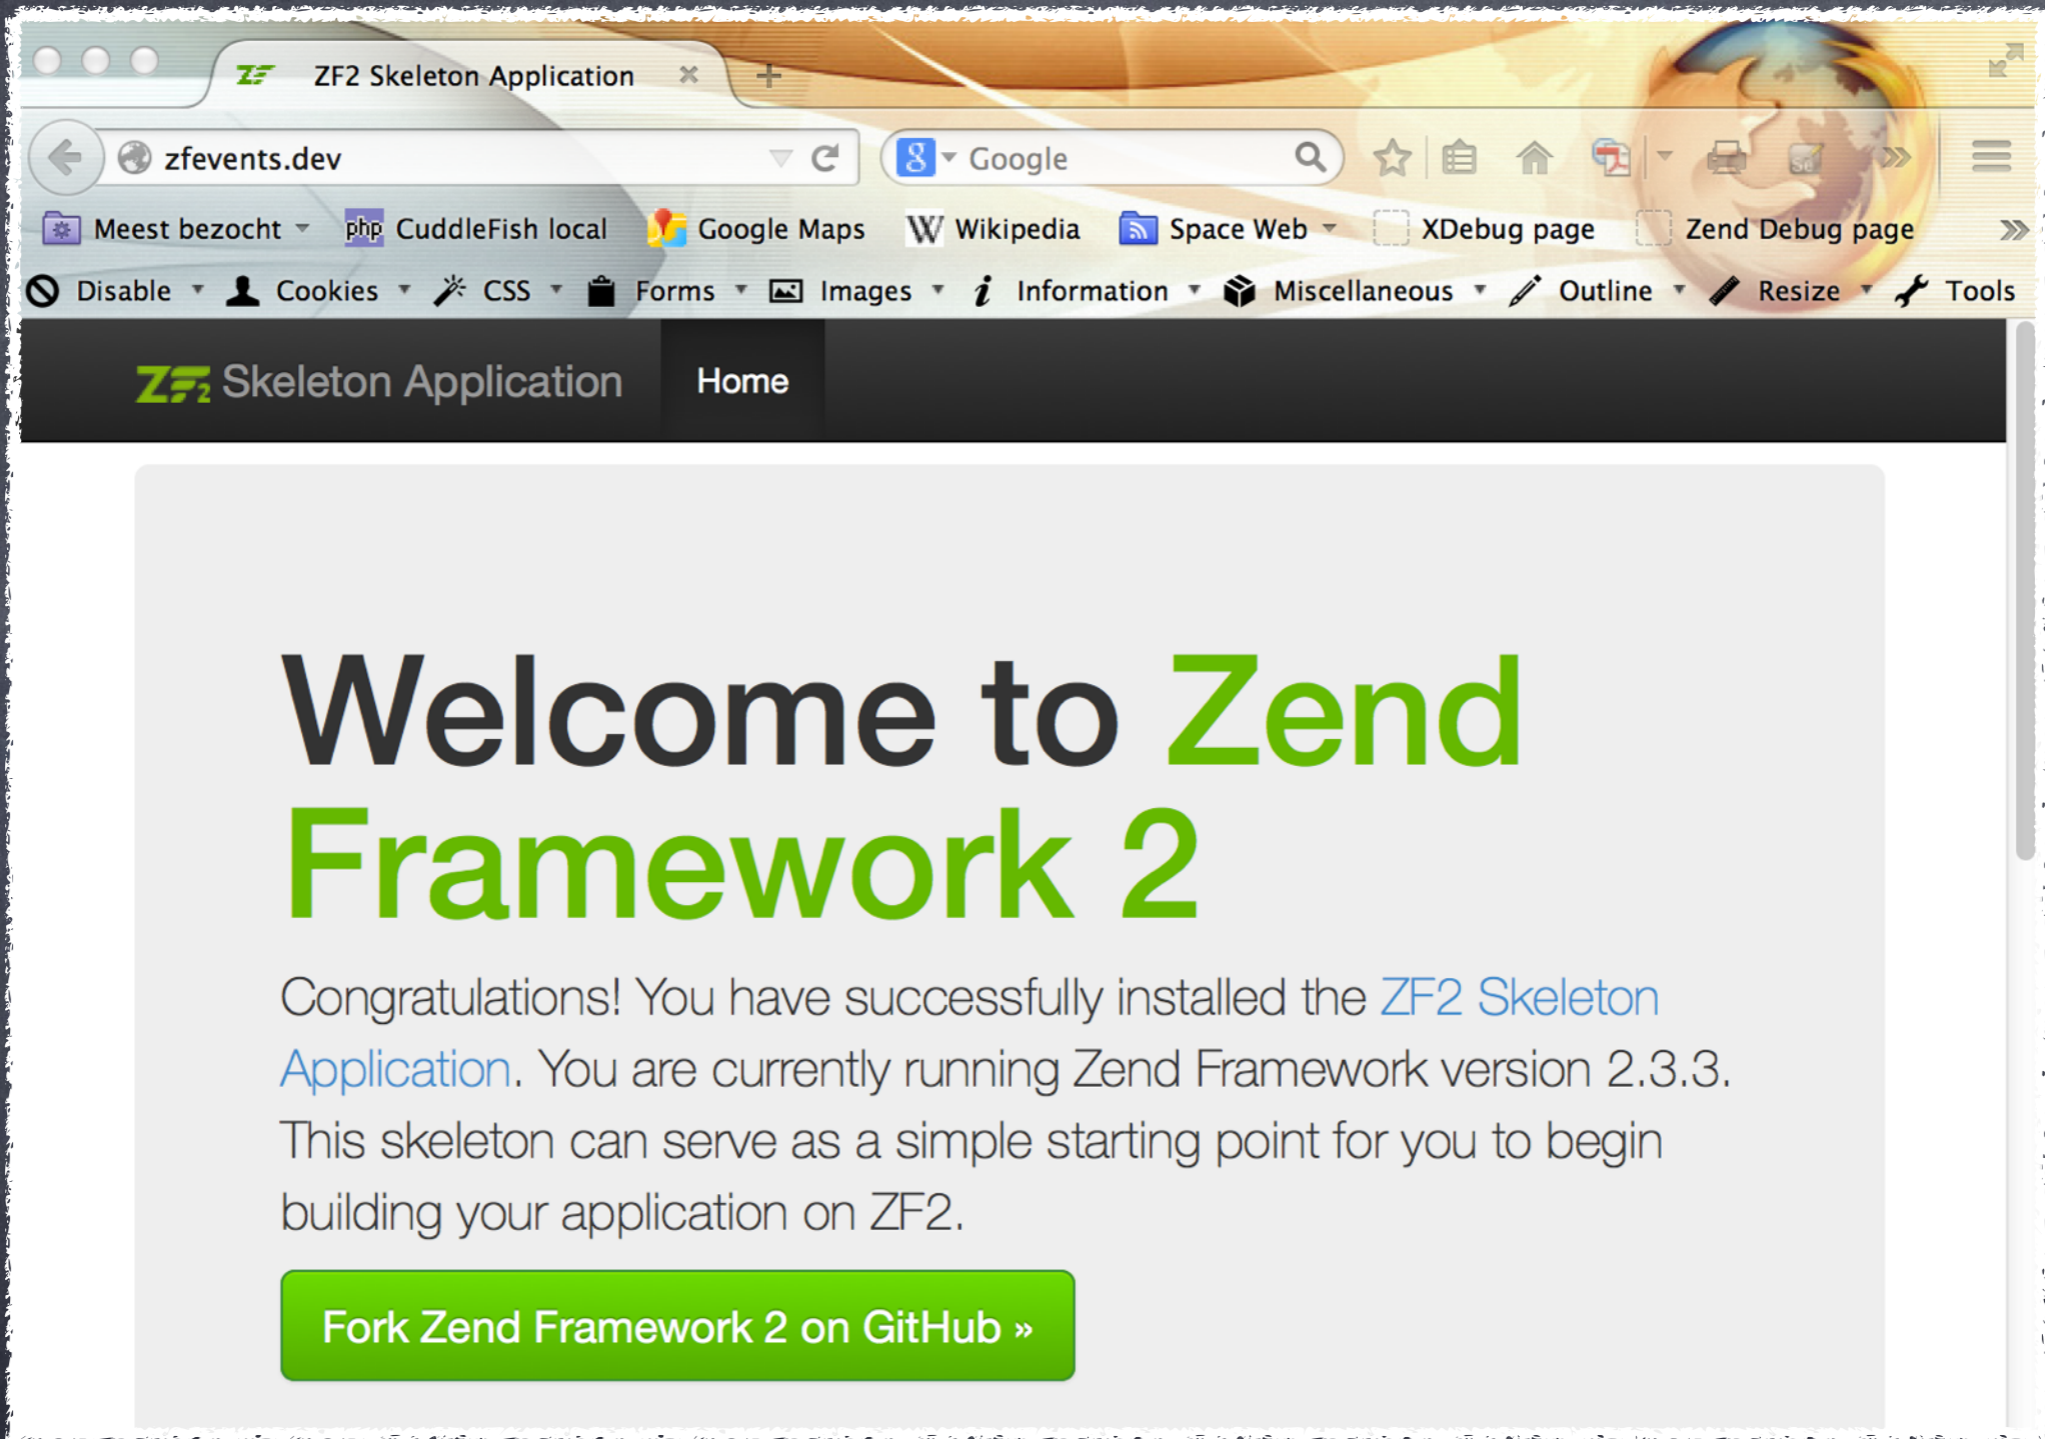 ZF2 Skeleton Application
zfevents.dev
Google
Meest bezocht php CuddleFish local Google Maps W Wikipedia Space Web XDebug page Zend Debug page
Disable Cookies CSS Forms Images i Information Miscellaneous Outline Resize Tools
ZF2 Skeleton Application Home
Welcome to Zend
Framework 2
Congratulations! You have successfully installed the ZF2 Skeleton
Application. You are currently running Zend Framework version 2.3.3.
This skeleton can serve as a simple starting point for you to begin
building your application on ZF2.
Fork Zend Framework 2 on GitHub »